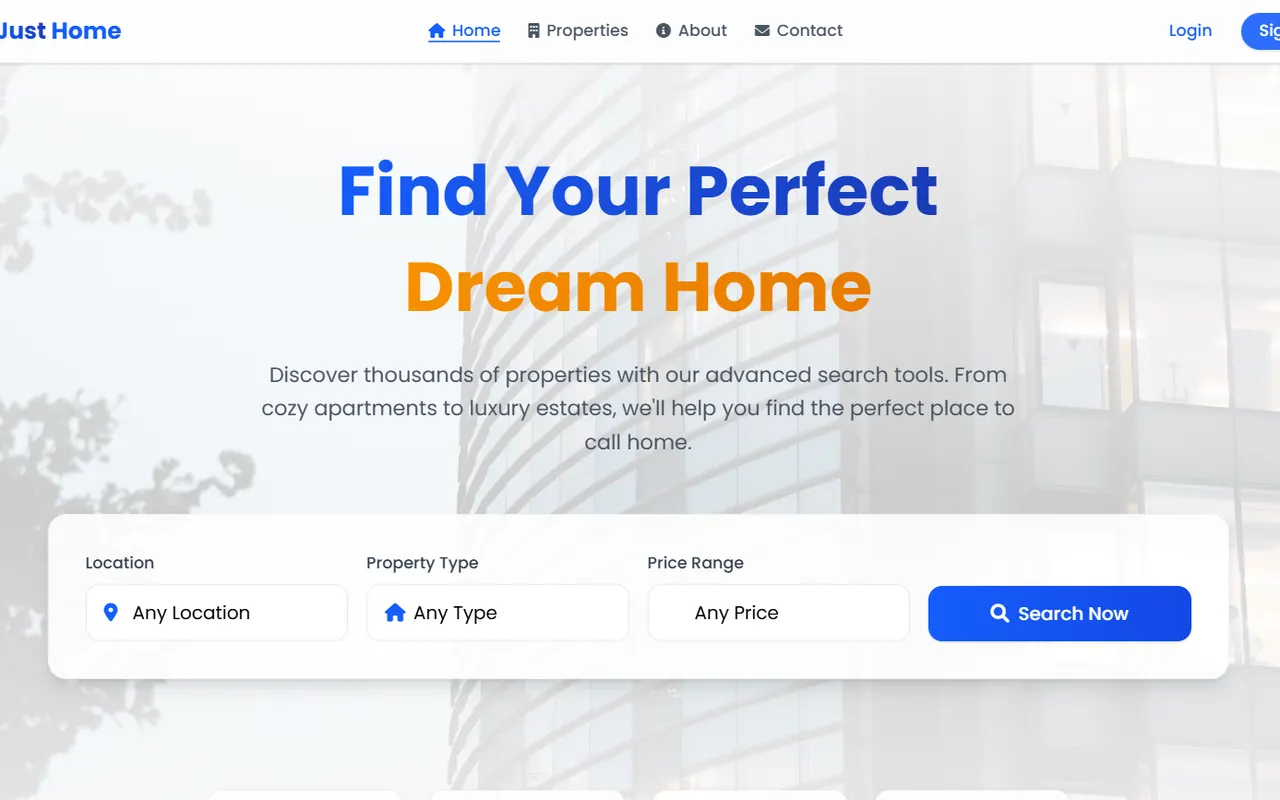 Just Home
Home
Properties
About
Contact
Login
Find Your Perfect
Dream Home
Discover thousands of properties with our advanced search tools. From
cozy apartments to luxury estates, we'll help you find the perfect place to
call home.
Location
Property Type
Price Range
Any Location
Any Type
Any Price
Search Now